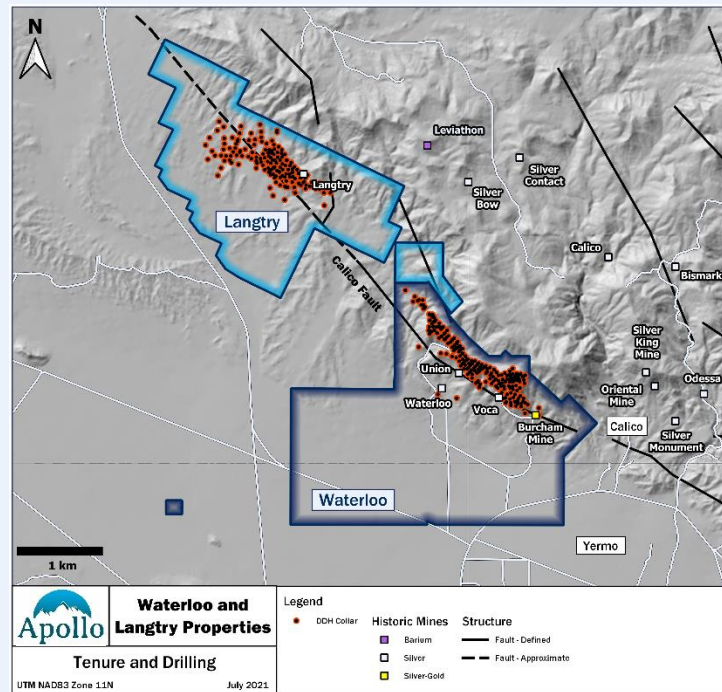 N
Leviathon
Silver
Contact
Silver
Bow
Langtry
Langtry
Calico
Bismark
Calico Fault
Silver
King
Mine
Union
Oriental
Mine
Odessa
Waterloo
Voca
Burcham
Mine
Calico
Silver
Monument
Waterloo
Yermo
1 km
Apollo
Waterloo and
Langtry Properties
Tenure and Drilling
UTM NAD83 Zone 11N
July 2021
Legend
DDH Collar
Historic Mines
Barium
Silver
Silver-Gold
Structure
Fault - Defined
Fault - Approximate